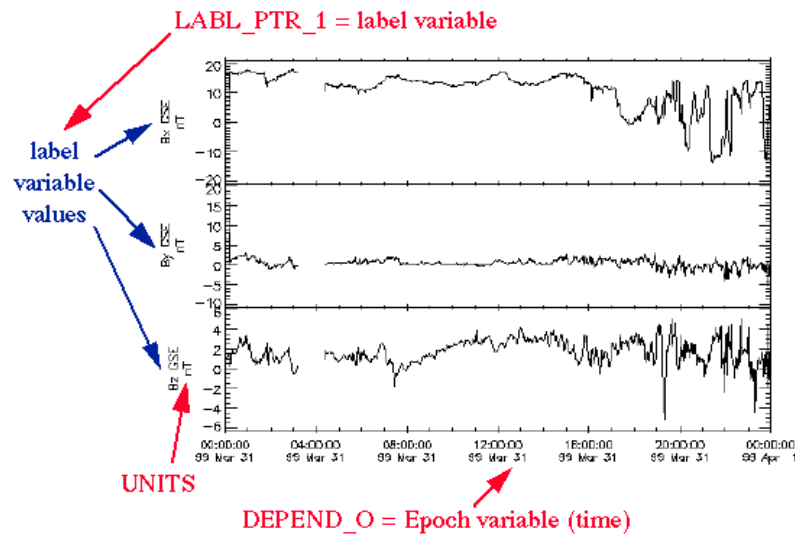 LABL_PTR_1 = label variable
label
variable
values
Bx GSE
nT
20
10
0
-10
-20
By GSE
nT
20
15
10
5
0
-5
-10
Bz GSE
nT
6
4
2
0
-2
-4
-6
00:00:00 04:00:00 08:00:00 12:00:00 16:00:00 20:00:00 00:00:00
99 Mar 31 99 Mar 31 99 Mar 31 99 Mar 31 99 Mar 31 99 Mar 31 99 Apr 1
UNITS
DEPEND_O = Epoch variable (time)